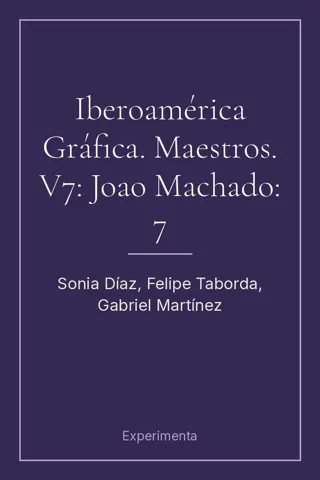 Iberoamérica
Gráfica. Maestros.
V7: Joao Machado:
7
Sonia Díaz, Felipe Taborda,
Gabriel Martínez
Experimenta